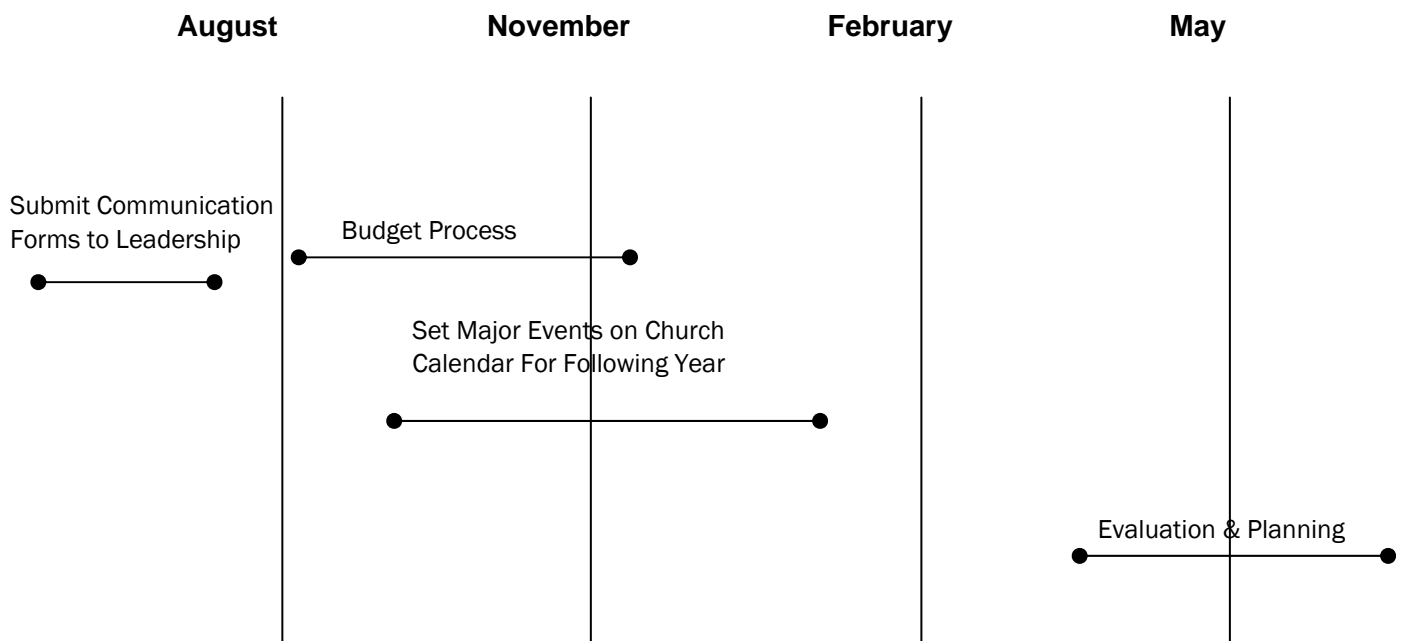 August November February May
Submit Communication
Forms to Leadership
Budget Process
Set Major Events on Church
Calendar For Following Year
Evaluation & Planning